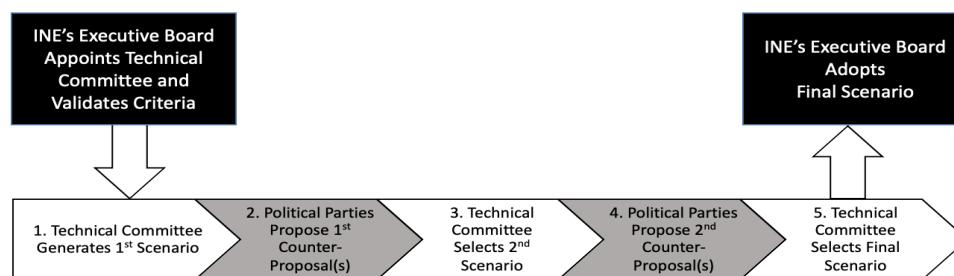 INE's Executive Board
Appoints Technical
Committee and
Validates Criteria
INE's Executive Board
Adopts
Final Scenario
1. Technical Committee
Generates 1st Scenario
2. Political Parties
Propose 1st
Counter-
Proposal(s)
3. Technical
Committee
Selects 2nd
Scenario
4. Political Parties
Propose 2nd
Counter-
Proposal(s)
5. Technical
Committee
Selects Final
Scenario